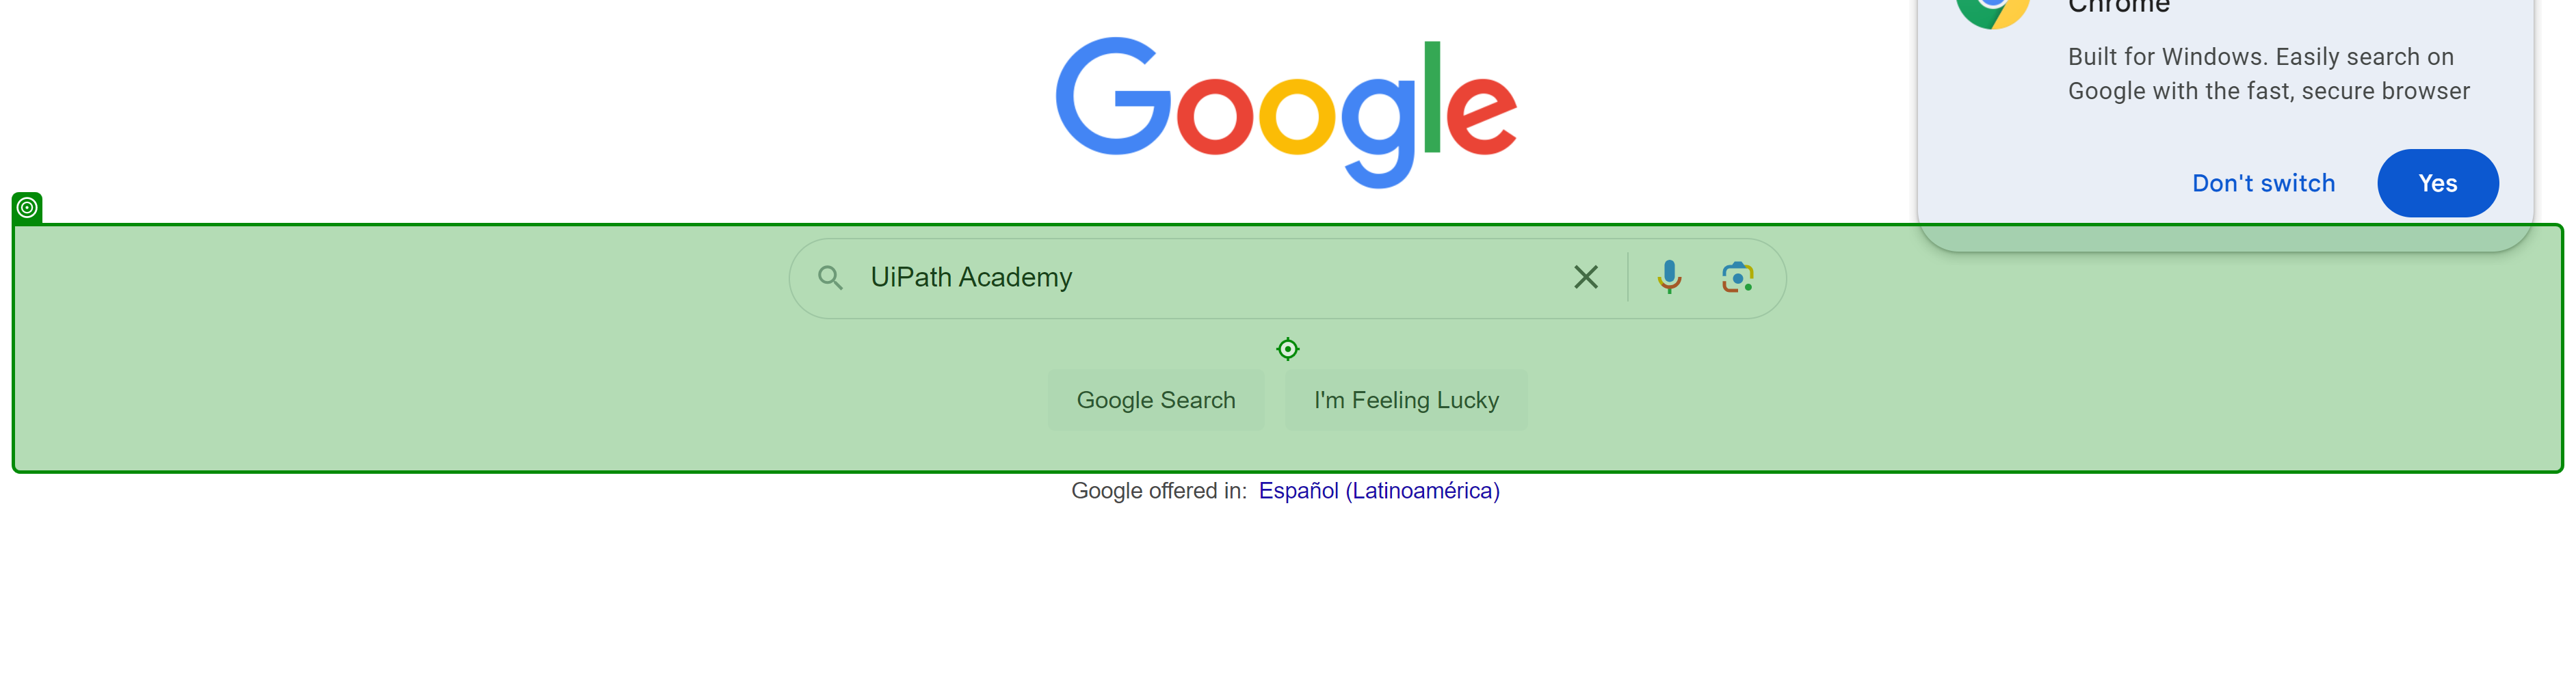 Google
Chrome
Built for Windows. Easily search on
Google with the fast, secure browser
Don't switch
Yes
UiPath Academy
Google Search
I'm Feeling Lucky
Google offered in: Español (Latinoamérica)